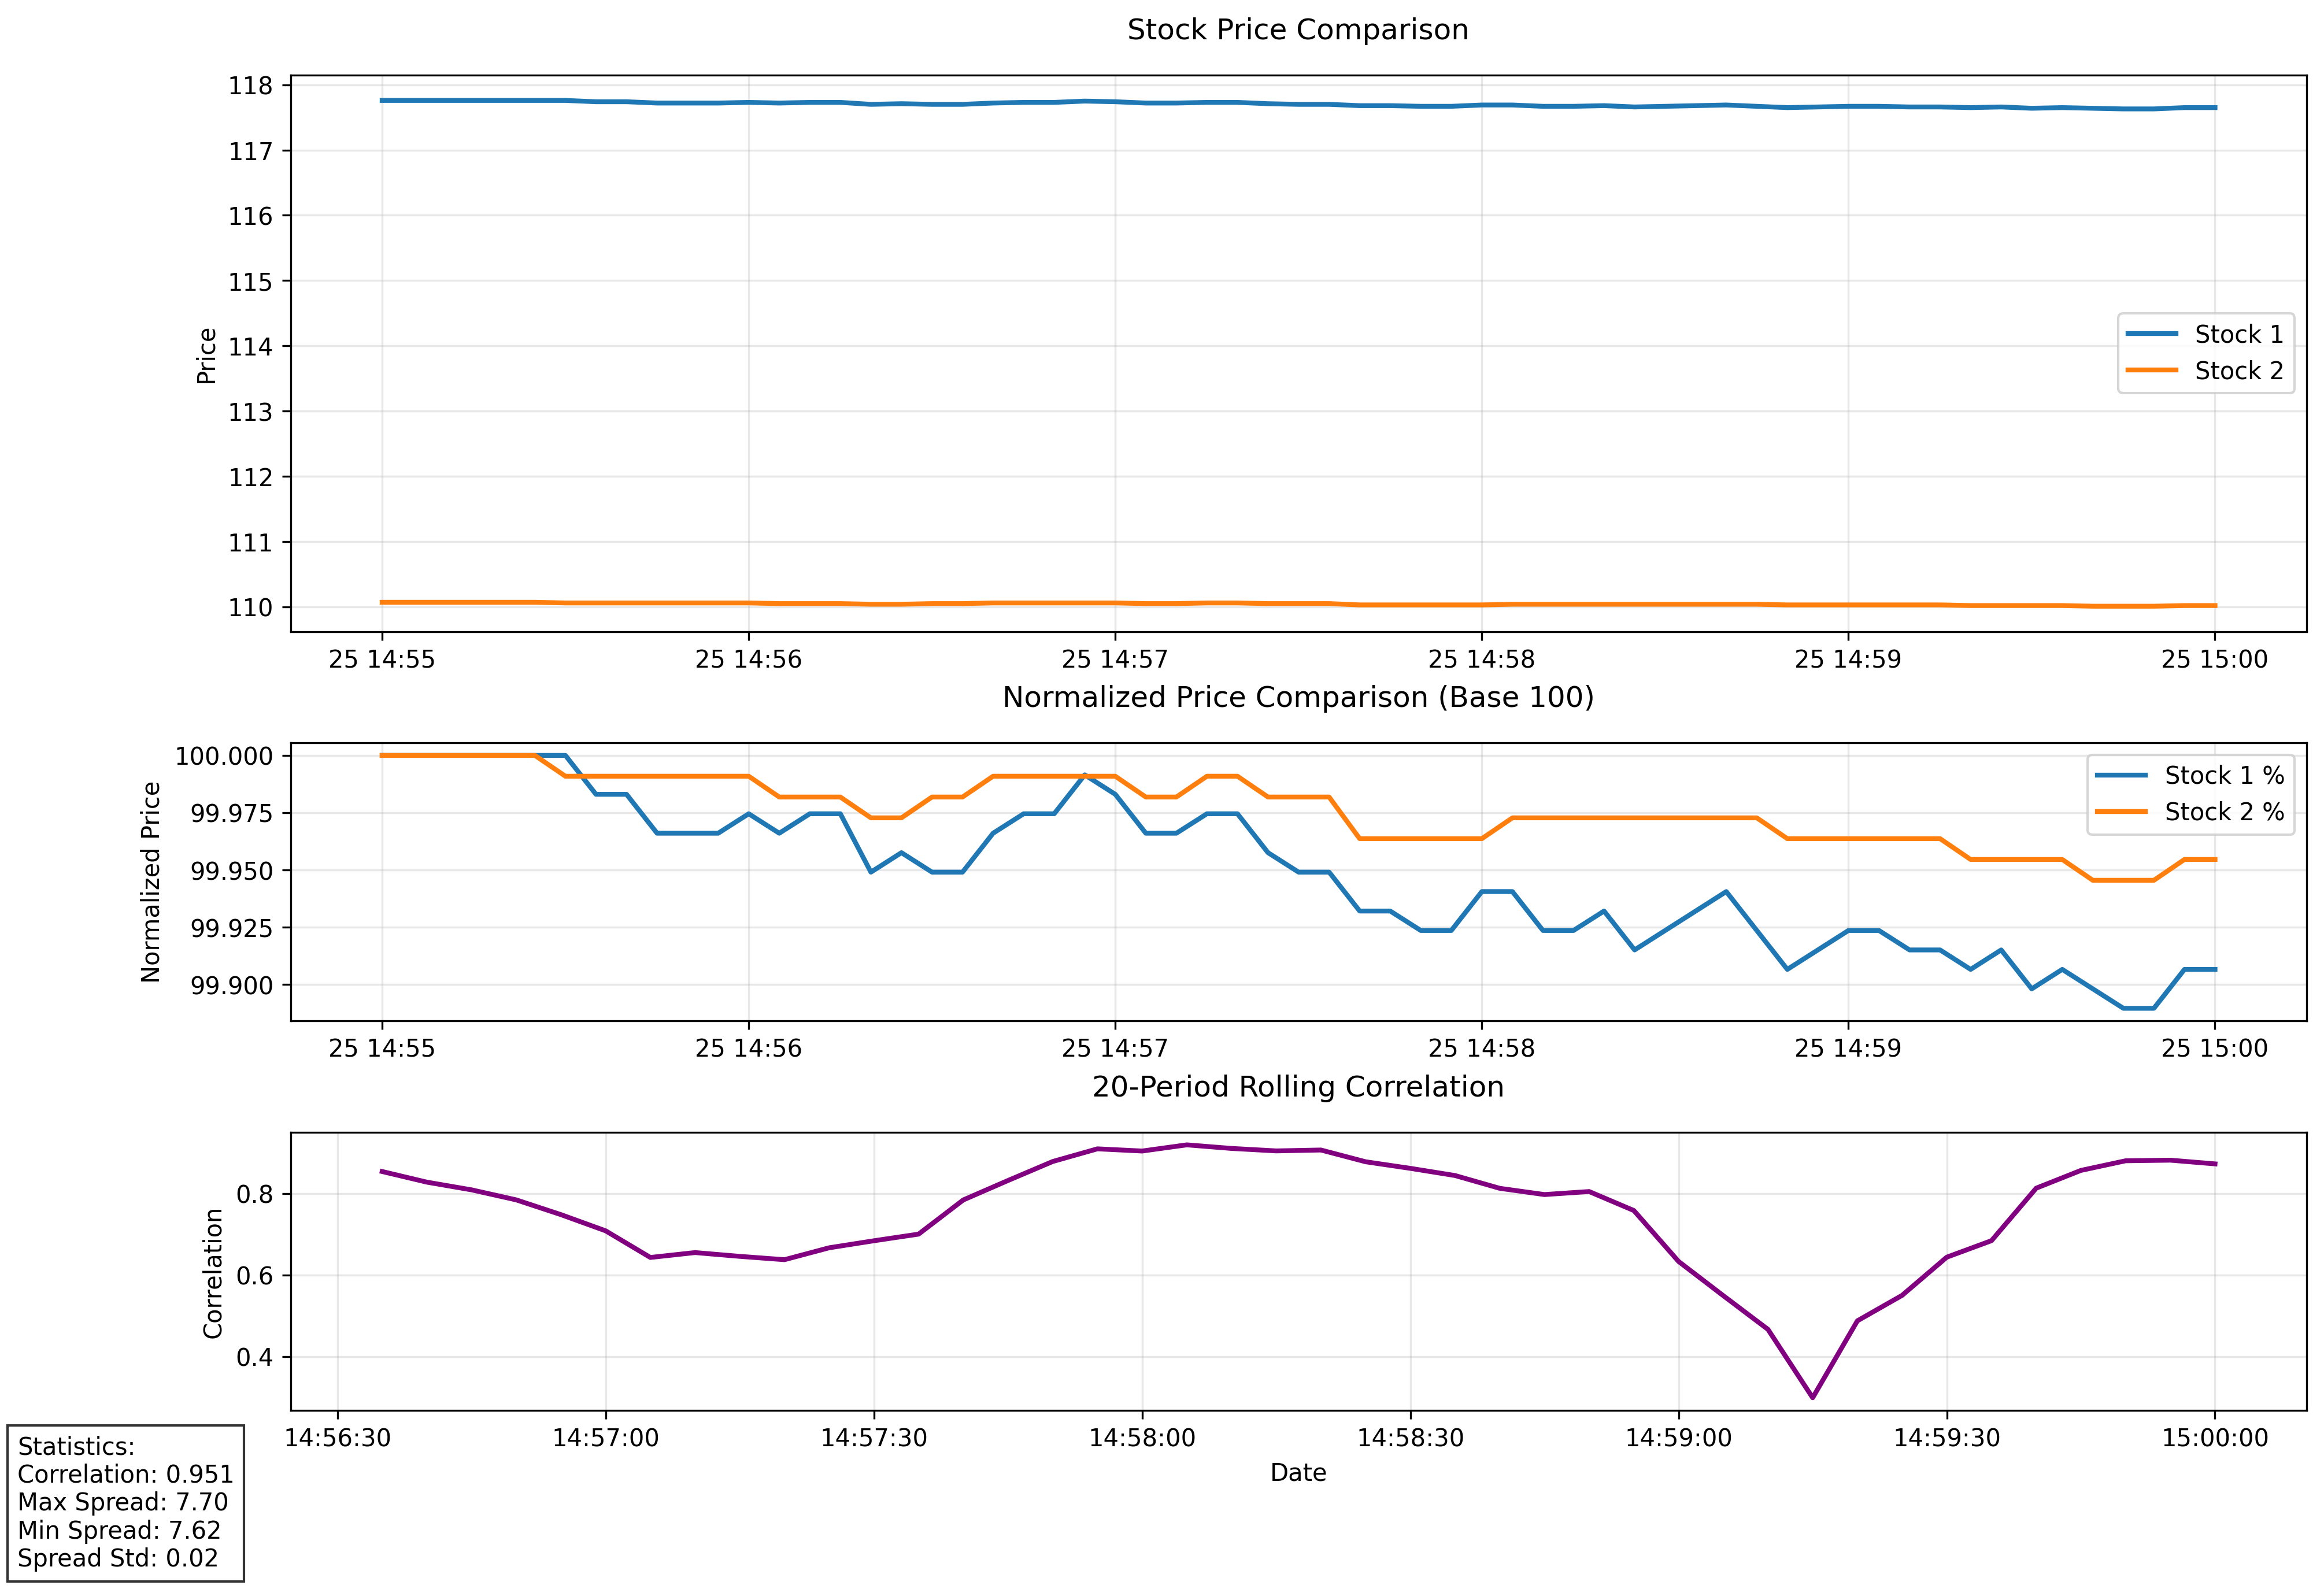 Stock Price Comparison
118
117
116
115
114
113
112
111
110
Price
Stock 1
Stock 2
25 14:55
25 14:56
25 14:57
25 14:58
25 14:59
25 15:00
Normalized Price Comparison (Base 100)
100.000
99.975
99.950
99.925
99.900
Normalized Price
Stock 1 %
Stock 2 %
25 14:55
25 14:56
25 14:57
25 14:58
25 14:59
25 15:00
20-Period Rolling Correlation
0.8
0.6
0.4
Correlation
14:56:30
14:57:00
14:57:30
14:58:00
14:58:30
14:59:00
14:59:30
15:00:00
Date
Statistics:
Correlation: 0.951
Max Spread: 7.70
Min Spread: 7.62
Spread Std: 0.02